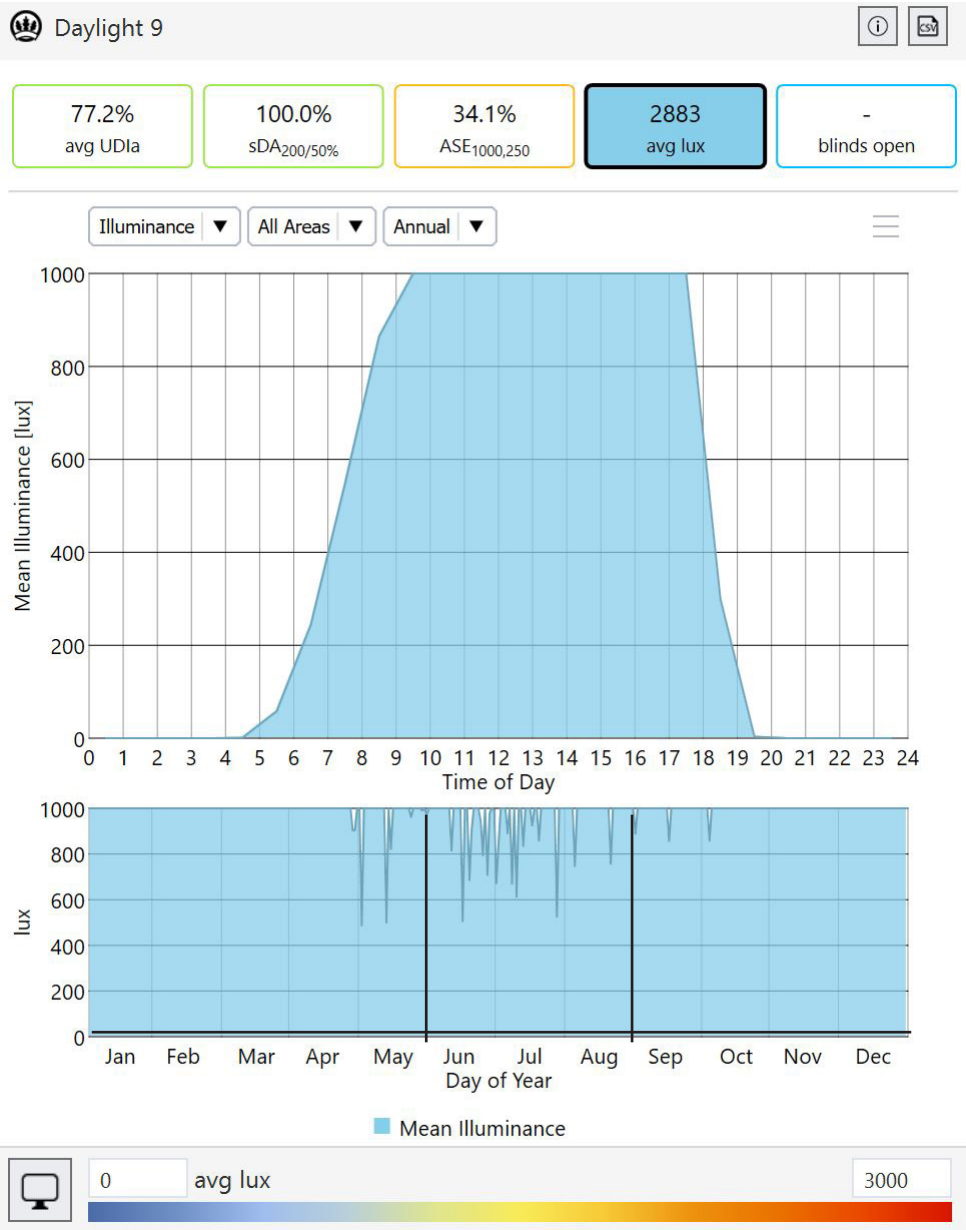 Daylight 9
CSV
77.2% 100.0% 34.1% 2883 -
avg UDIa sDA200/50% ASE1000,250 avg lux blinds open
Illuminance ▼ All Areas ▼ Annual ▼
Mean Illuminance [lux]
1000
800
600
400
200
0
0 1 2 3 4 5 6 7 8 9 10 11 12 13 14 15 16 17 18 19 20 21 22 23 24
Time of Day
lux
1000
800
600
400
200
0
Jan Feb Mar Apr May Jun Jul Aug Sep Oct Nov Dec
Day of Year
Mean Illuminance
0 avg lux 3000